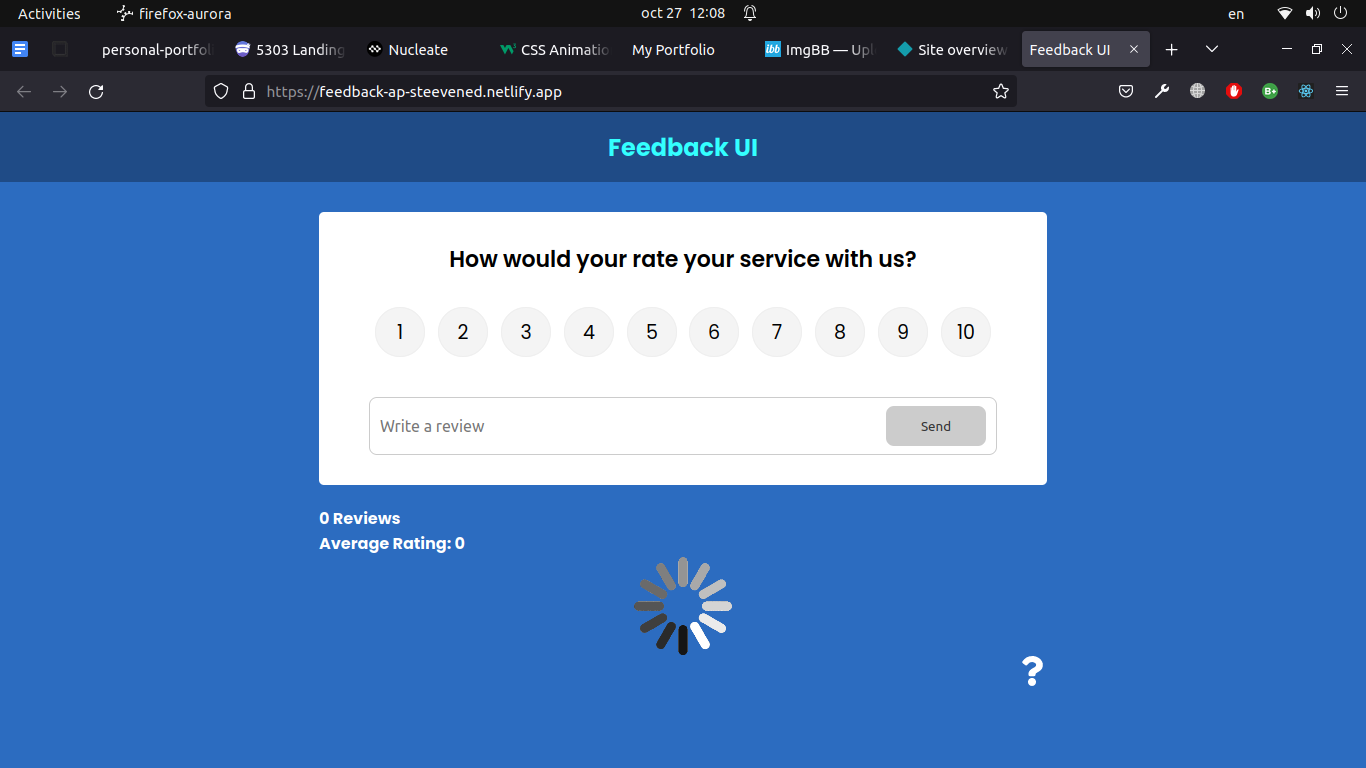 Activities firefox-aurora oct 27 12:08 en
personal-portfol 5303 Landing Nucleate CSS Animatio My Portfolio ibb ImgBB — Upl Site overview Feedback UI
https://feedback-ap-steevened.netlify.app B+
Feedback UI
How would your rate your service with us?
1 2 3 4 5 6 7 8 9 10
Write a review Send
0 Reviews
Average Rating: 0
?